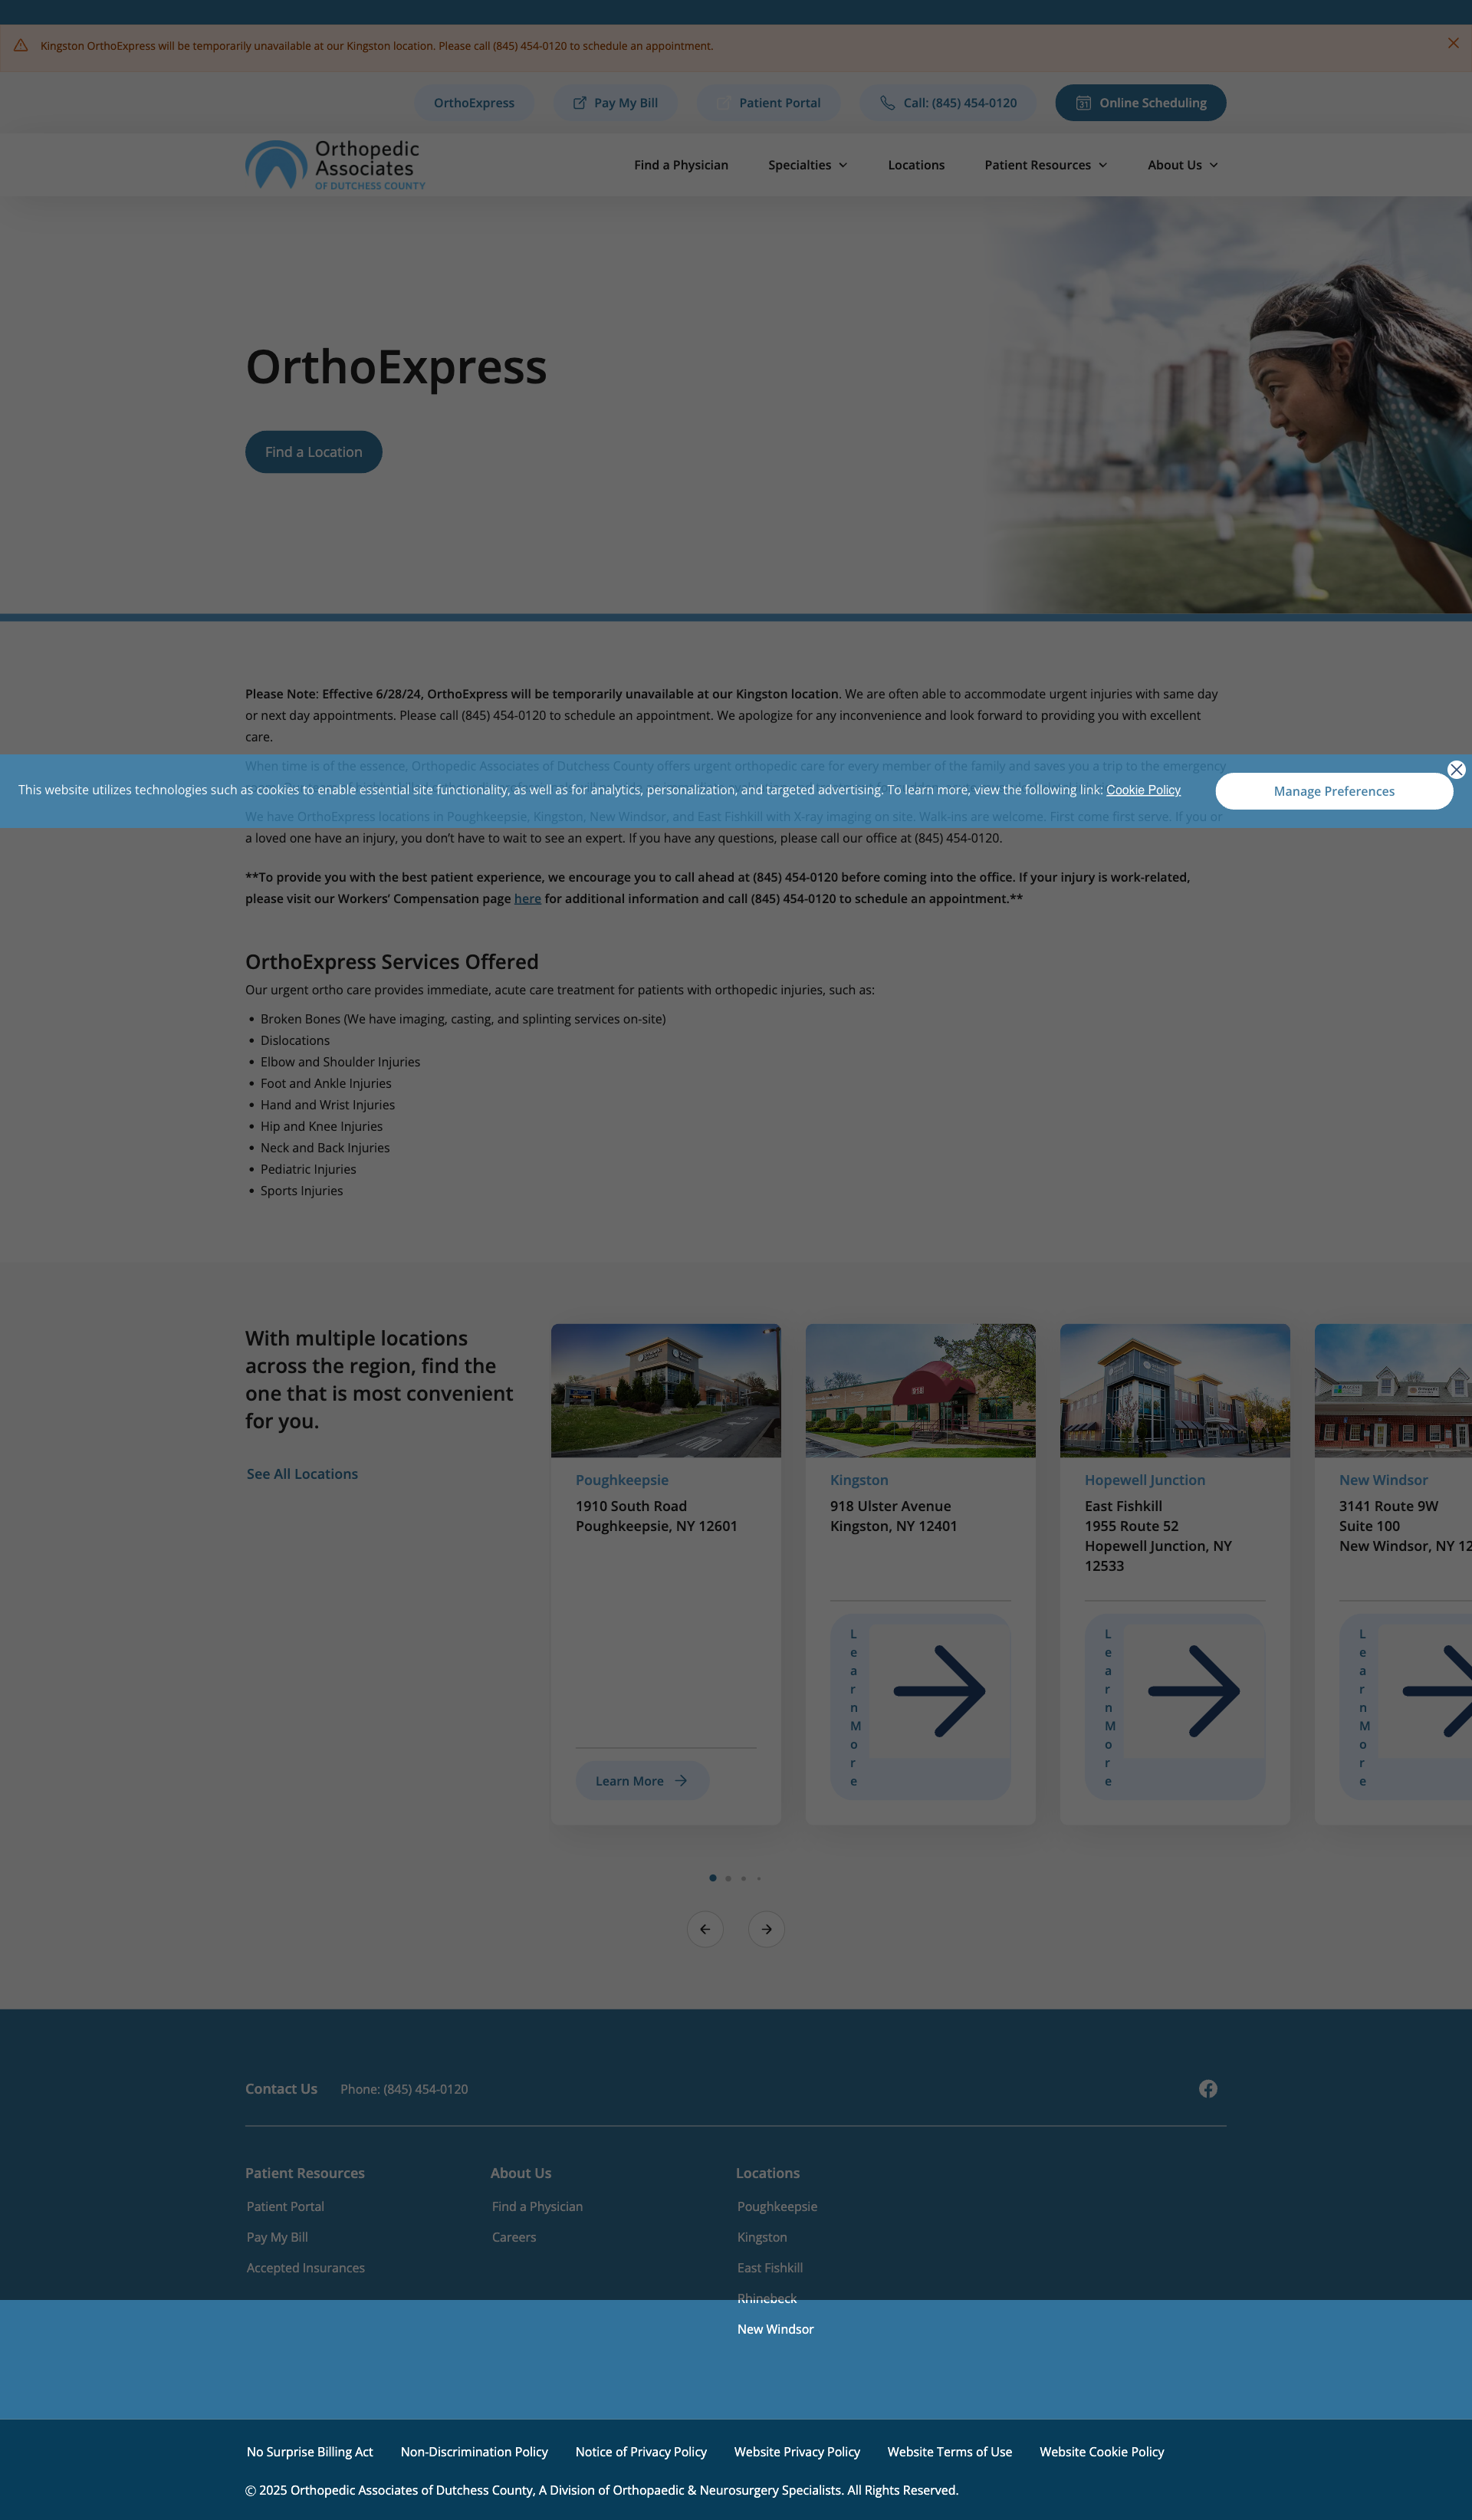 Kingston OrthoExpress will be temporarily unavailable at our Kingston location. Please call (845) 454-0120 to schedule an appointment.
OrthoExpress
Pay My Bill
Patient Portal
Call: (845) 454-0120
Online Scheduling
Orthopedic
Associates
OF DUTCHESS COUNTY
Find a Physician
Specialties
Locations
Patient Resources
About Us
OrthoExpress
Find a Location
Please Note: Effective 6/28/24, OrthoExpress will be temporarily unavailable at our Kingston location. We are often able to accommodate urgent injuries with same day
or next day appointments. Please call (845) 454-0120 to schedule an appointment. We apologize for any inconvenience and look forward to providing you with excellent
care.
When time is of the essence, Orthopedic Associates of Dutchess County offers urgent orthopedic care for every member of the family and saves you a trip to the emergency
This website utilizes technologies such as cookies to enable essential site functionality, as well as for analytics, personalization, and targeted advertising. To learn more, view the following link: Cookie Policy
Manage Preferences
We have OrthoExpress locations in Poughkeepsie, Kingston, New Windsor, and East Fishkill with X-ray imaging on site. Walk-ins are welcome. First come first serve. If you or
a loved one have an injury, you don't have to wait to see an expert. If you have any questions, please call our office at (845) 454-0120.
**To provide you with the best patient experience, we encourage you to call ahead at (845) 454-0120 before coming into the office. If your injury is work-related,
please visit our Workers' Compensation page here for additional information and call (845) 454-0120 to schedule an appointment.**
OrthoExpress Services Offered
Our urgent ortho care provides immediate, acute care treatment for patients with orthopedic injuries, such as:
• Broken Bones (We have imaging, casting, and splinting services on-site)
• Dislocations
• Elbow and Shoulder Injuries
• Foot and Ankle Injuries
• Hand and Wrist Injuries
• Hip and Knee Injuries
• Neck and Back Injuries
• Pediatric Injuries
• Sports Injuries
With multiple locations
across the region, find the
one that is most convenient
for you.
See All Locations
Poughkeepsie
1910 South Road
Poughkeepsie, NY 12601
Learn More
Kingston
918 Ulster Avenue
Kingston, NY 12401
Learn More
Hopewell Junction
East Fishkill
1955 Route 52
Hopewell Junction, NY
12533
Learn More
New Windsor
3141 Route 9W
Suite 100
New Windsor, NY 12
Learn More
Contact Us
Phone: (845) 454-0120
Patient Resources
Patient Portal
Pay My Bill
Accepted Insurances
About Us
Find a Physician
Careers
Locations
Poughkeepsie
Kingston
East Fishkill
Rhinebeck
New Windsor
No Surprise Billing Act
Non-Discrimination Policy
Notice of Privacy Policy
Website Privacy Policy
Website Terms of Use
Website Cookie Policy
© 2025 Orthopedic Associates of Dutchess County, A Division of Orthopaedic & Neurosurgery Specialists. All Rights Reserved.